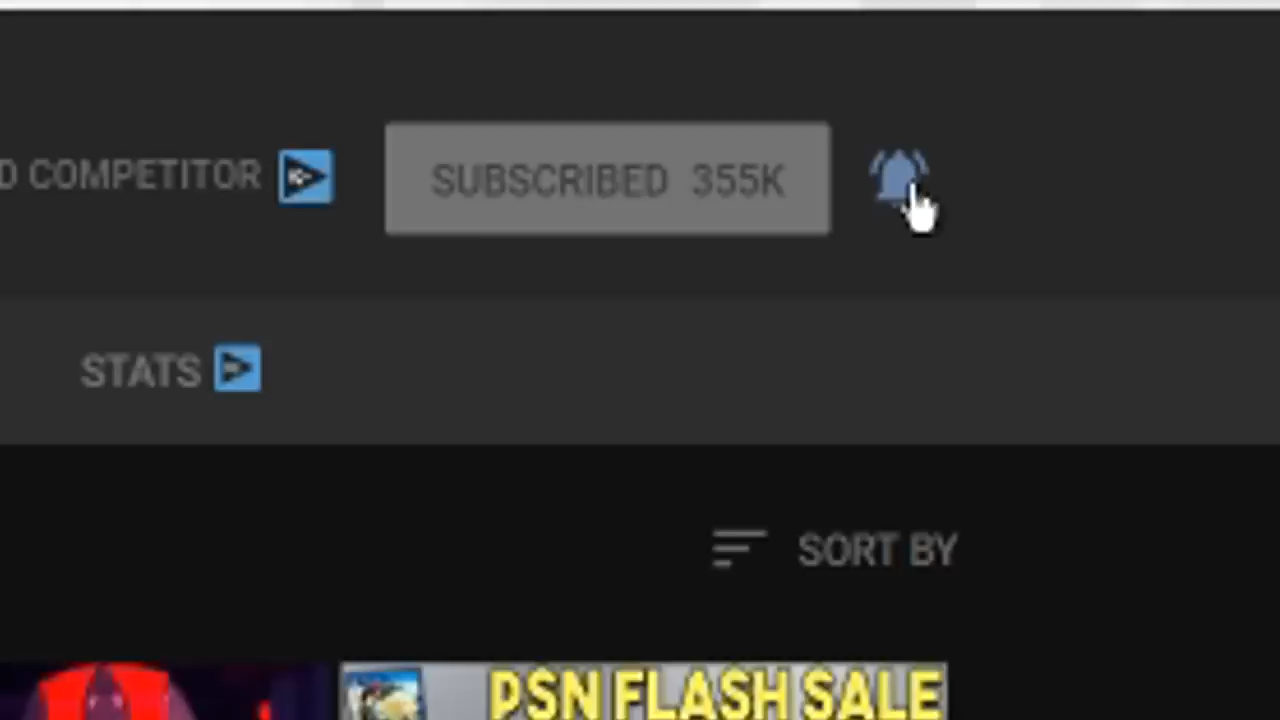 D COMPETITOR
SUBSCRIBED 355K
STATS
SORT BY
PSN FLASH SALE